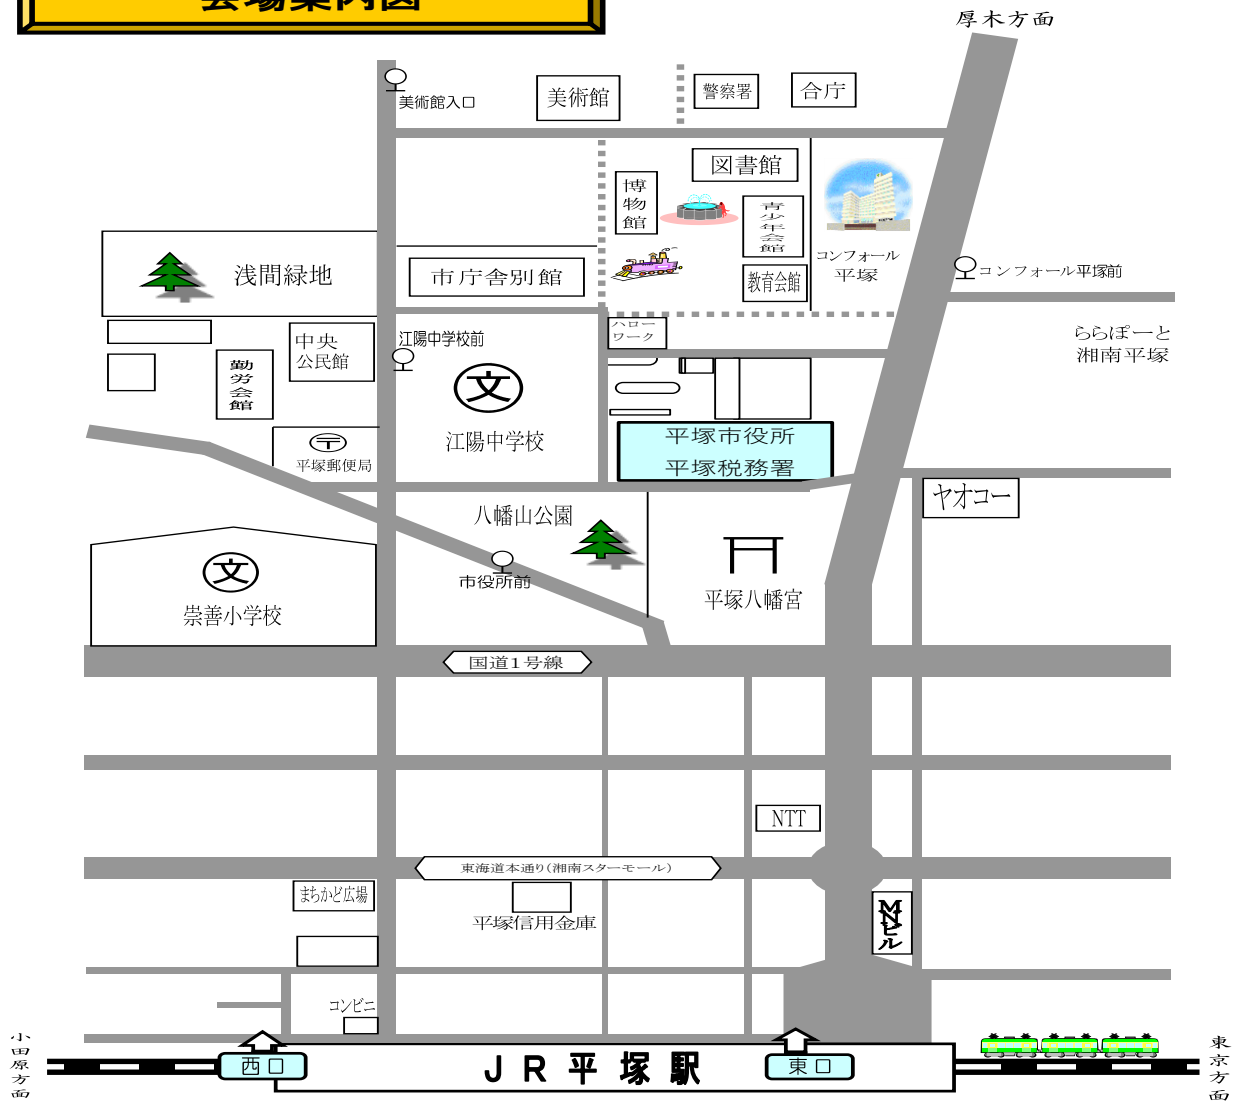 会場案内図
厚木方面
美術館入口
美術館
警察署
合庁
図書館
博物館
青少年会館
教育会館
コンフォール
平塚
コンフォール平塚前
浅間緑地
市庁舎別館
ハロー
ワーク
ららぽーと
湘南平塚
中央
公民館
江陽中学校前
勤労会館
文
江陽中学校
〒
平塚郵便局
平塚市役所
平塚税務署
ヤオコー
八幡山公園
市役所前
平塚八幡宮
文
崇善小学校
国道1号線
NTT
東海道本通り(湘南スターモール)
まちかど広場
平塚信用金庫
MNビル
コンビニ
小田原方面
西口
JR平塚駅
東口
東京方面